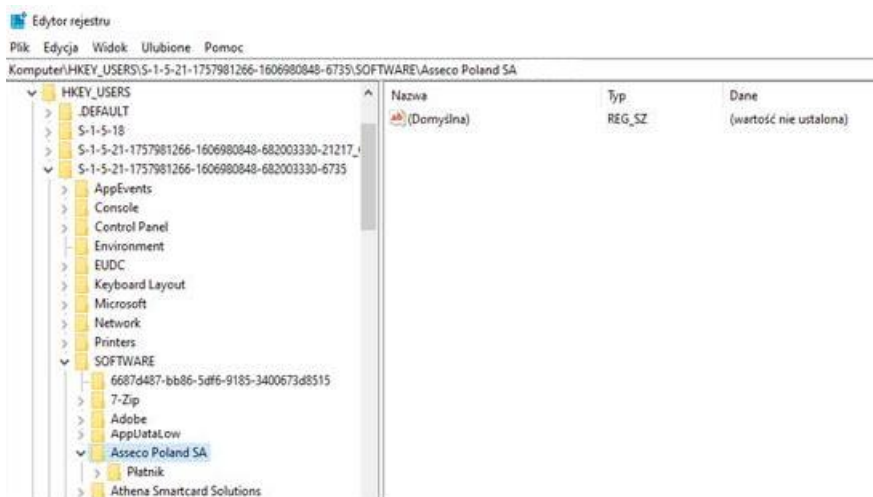 Edytor rejestru
Plik Edycja Widok Ulubione Pomoc
Komputer\HKEY_USERS\S-1-5-21-1757981266-1606980848-6735\SOFTWARE\Asseco Poland SA
HKEY_USERS
.DEFAULT
S-1-5-18
S-1-5-21-1757981266-1606980848-682003330-21217_
S-1-5-21-1757981266-1606980848-682003330-6735
AppEvents
Console
Control Panel
Environment
EUDC
Keyboard Layout
Microsoft
Network
Printers
SOFTWARE
6687d487-bb86-5df6-9185-3400673d8515
7-Zip
Adobe
AppDataLow
Asseco Poland SA
Płatnik
Athena Smartcard Solutions
Nazwa Typ Dane
ab (Domyślna) REG_SZ (wartość nie ustalona)